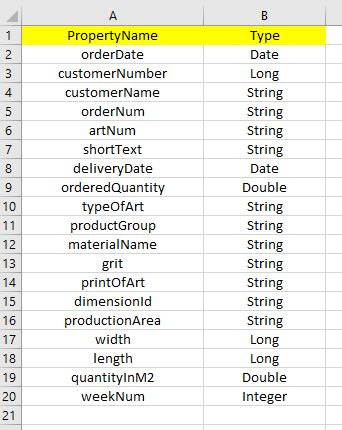 A B
1 PropertyName Type
2 orderDate Date
3 customerNumber Long
4 customerName String
5 orderNum String
6 artNum String
7 shortText String
8 deliveryDate Date
9 orderedQuantity Double
10 typeOfArt String
11 productGroup String
12 materialName String
13 grit String
14 printOfArt String
15 dimensionId String
16 productionArea String
17 width Long
18 length Long
19 quantityInM2 Double
20 weekNum Integer
21